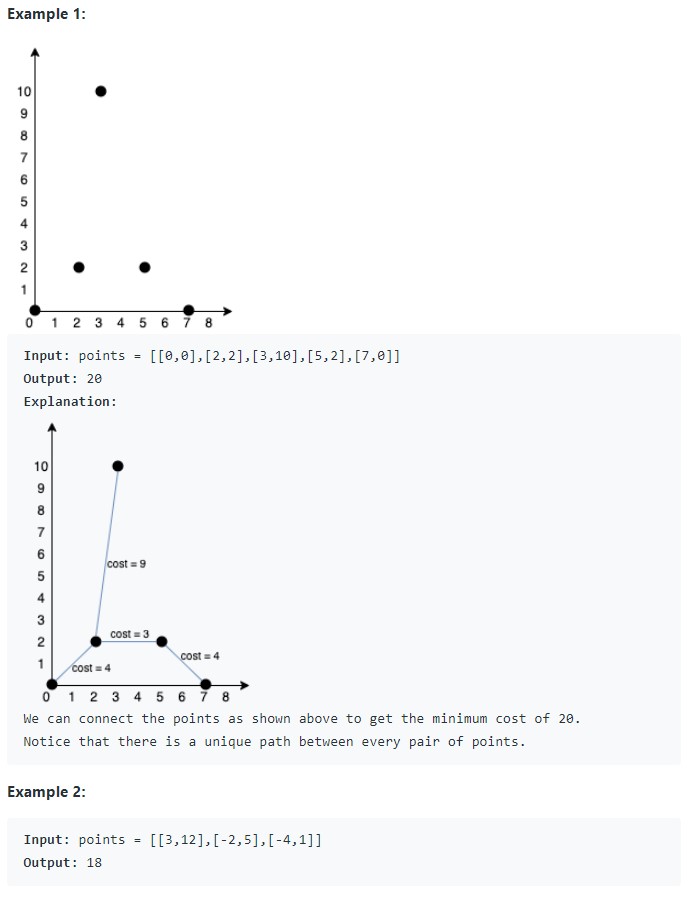 Example 1:
10
9
8
7
6
5
4
3
2
1
0 1 2 3 4 5 6 7 8
Input: points = [[0,0],[2,2],[3,10],[5,2],[7,0]]
Output: 20
Explanation:
10
9
8
7
6
cost = 9
5
4
3
cost = 3
2
cost = 4
1
cost = 4
0 1 2 3 4 5 6 7 8
We can connect the points as shown above to get the minimum cost of 20.
Notice that there is a unique path between every pair of points.
Example 2:
Input: points = [[3,12],[-2,5],[-4,1]]
Output: 18